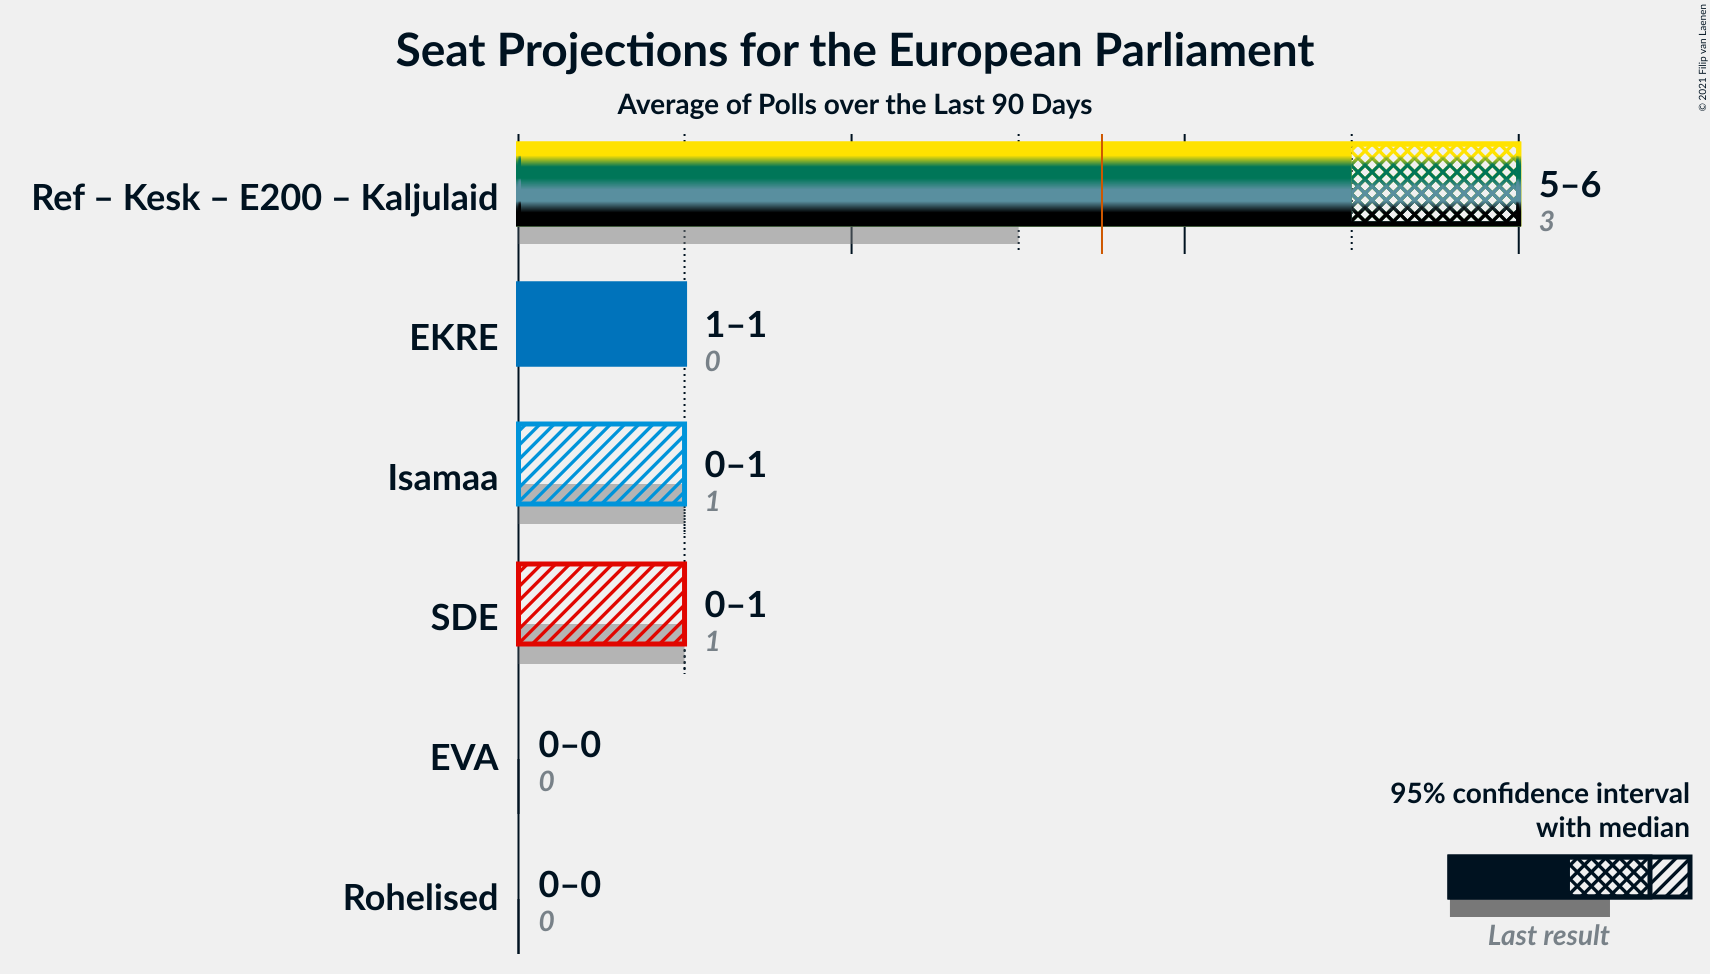 Seat Projections for the European Parliament
Average of Polls over the Last 90 Days
© 2021 Filip van Laenen
Ref – Kesk – E200 – Kaljulaid
5–6
3
EKRE
1–1
0
Isamaa
0–1
1
SDE
0–1
1
EVA
0–0
0
Rohelised
0–0
0
95% confidence interval
with median
Last result